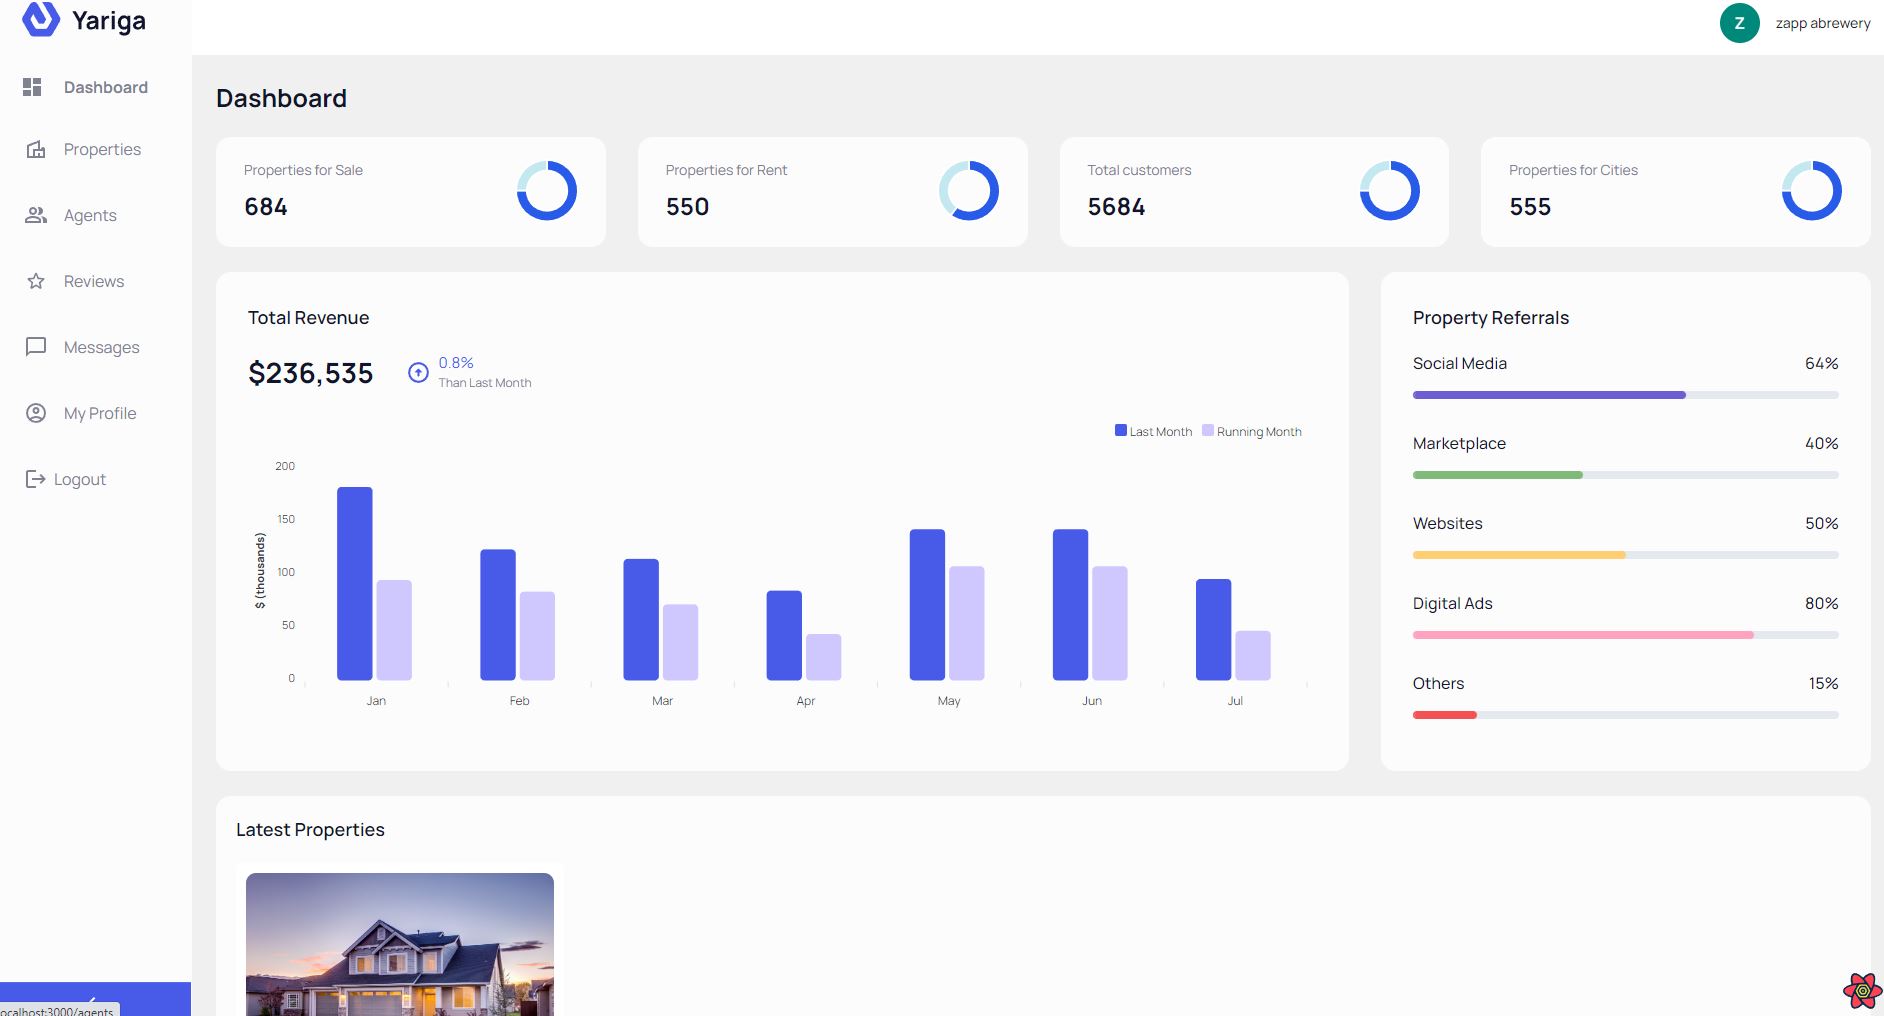 Yariga
Z
zapp abrewery
Dashboard
Properties
Agents
Reviews
Messages
My Profile
Logout
Dashboard
Properties for Sale
684
Properties for Rent
550
Total customers
5684
Properties for Cities
555
Total Revenue
$236,535
0.8%
Than Last Month
Last Month
Running Month
$ (thousands)
200
150
100
50
0
Jan
Feb
Mar
Apr
May
Jun
Jul
Property Referrals
Social Media 64%
Marketplace 40%
Websites 50%
Digital Ads 80%
Others 15%
Latest Properties
ocalhost:3000/agents